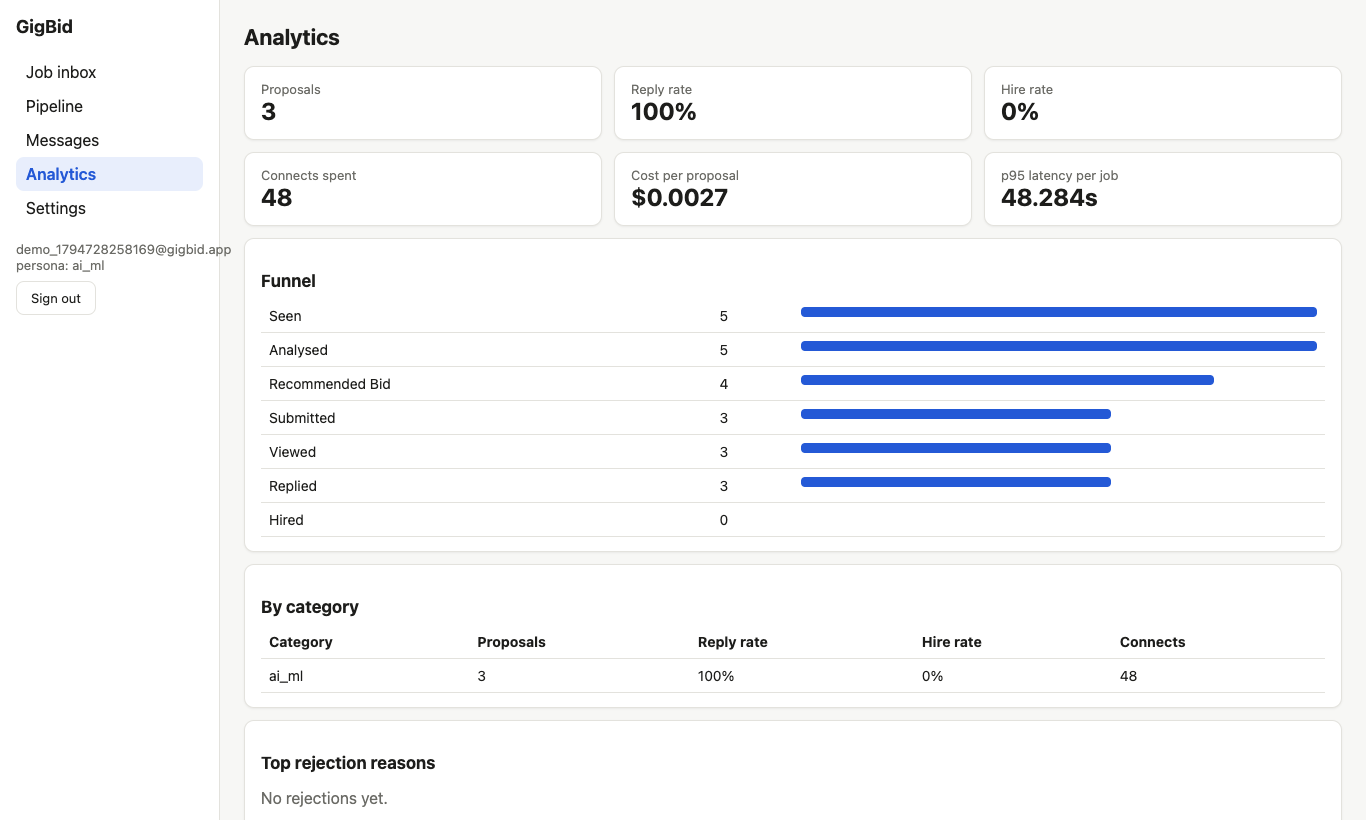 GigBid
Job inbox
Pipeline
Messages
Analytics
Settings
demo_1794728258169@gigbid.app
persona: ai_ml
Sign out
Analytics
Proposals
3
Reply rate
100%
Hire rate
0%
Connects spent
48
Cost per proposal
$0.0027
p95 latency per job
48.284s
Funnel
Seen 5
Analysed 5
Recommended Bid 4
Submitted 3
Viewed 3
Replied 3
Hired 0
By category
Category Proposals Reply rate Hire rate Connects
ai_ml 3 100% 0% 48
Top rejection reasons
No rejections yet.